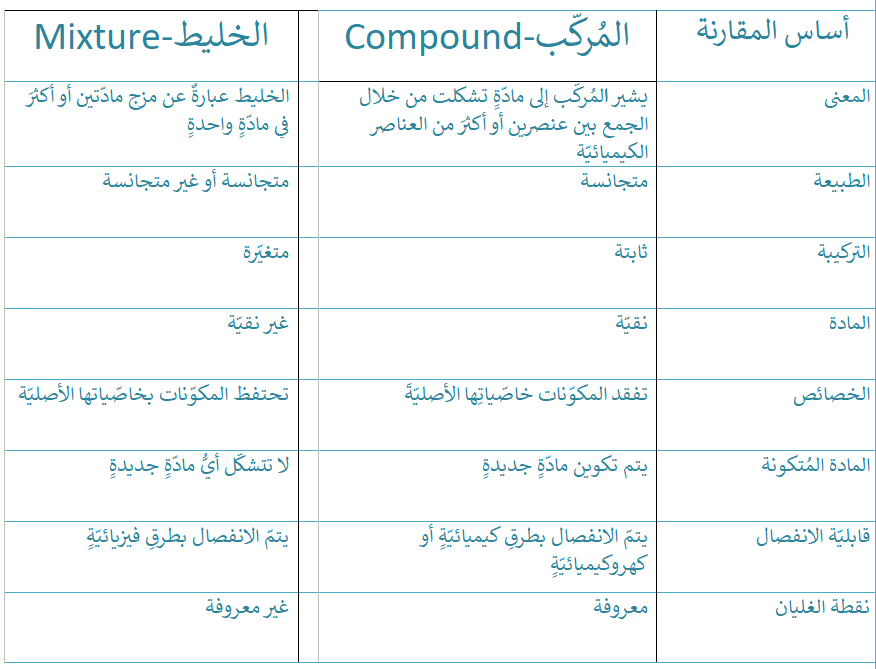 أساس المقارنة
المُركّب-Compound
الخليط-Mixture
المعنى
يشير المُركَب إلى مادّةٍ تشكلت من خلال
الجمع بين عنصرين أو أكثرَ من العناصر
الكيميائيّة
الخليط عبارةٌ عن مزج مادّتين أو أكثرَ
في مادّةٍ واحدةٍ
الطبيعة
متجانسة
متجانسة أو غير متجانسة
التركيبة
ثابتة
متغيّرة
المادة
نقيّة
غير نقيّة
الخصائص
تفقد المكوّنات خاصّياتِها الأصليّةَ
تحتفظ المكوّنات بخاصّياتها الأصليّة
المادة المُتكونة
يتم تكوين مادّةٍ جديدةٍ
لا تتشكّل أيُّ مادّةٍ جديدةٍ
قابليّة الانفصال
يتمّ الانفصال بطرقِ كيميائيّةٍ أو
كهروكيميائيّةٍ
يتمّ الانفصال بطرقِ فيزيائيّةٍ
نقطة الغليان
معروفة
غير معروفة